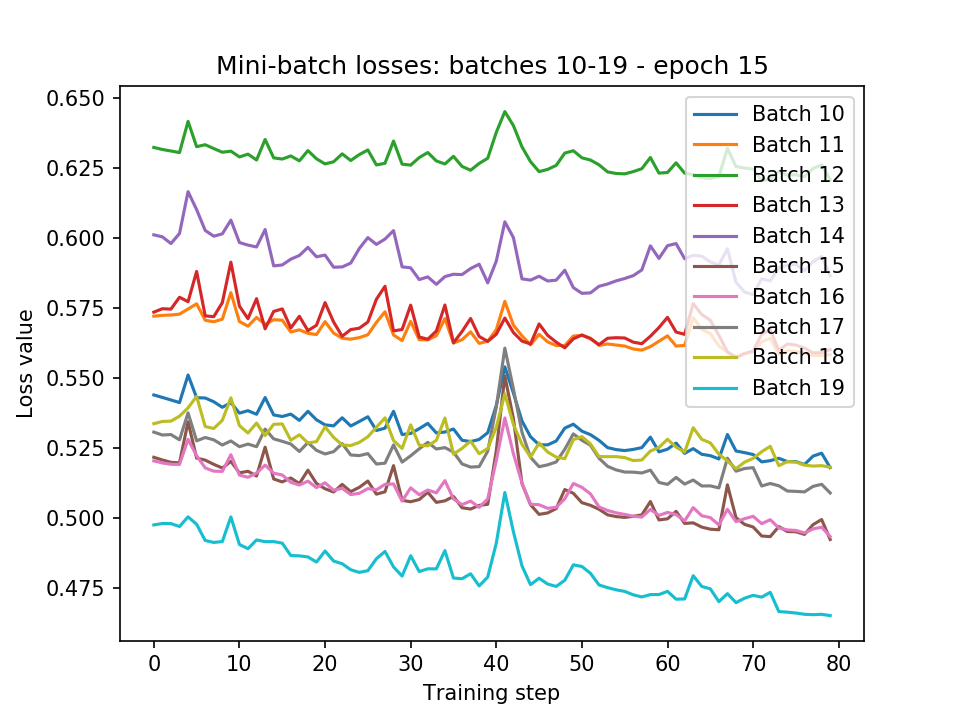 Mini-batch losses: batches 10-19 - epoch 15
0.650
0.625
0.600
0.575
0.550
0.525
0.500
0.475
Loss value
0
10
20
30
40
50
60
70
80
Training step
Batch 10
Batch 11
Batch 12
Batch 13
Batch 14
Batch 15
Batch 16
Batch 17
Batch 18
Batch 19